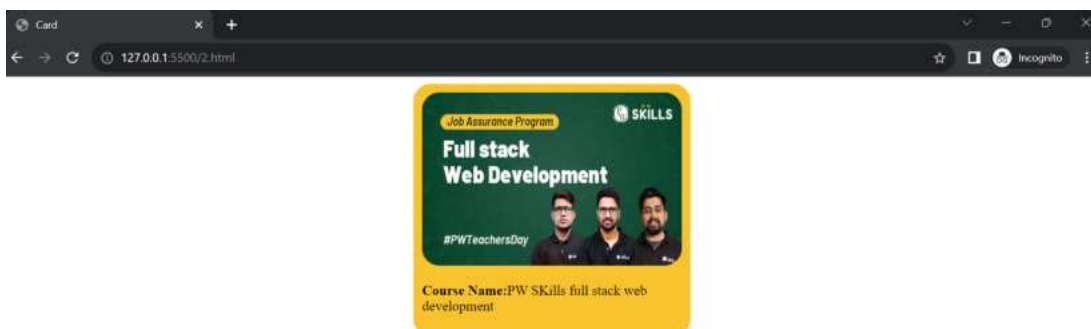 Card
127.0.0.1:5500/2.html
Incognito
Job Assurance Program
SKILLS
Full stack
Web Development
#PWTeachersDay
Course Name:PW SKills full stack web
development